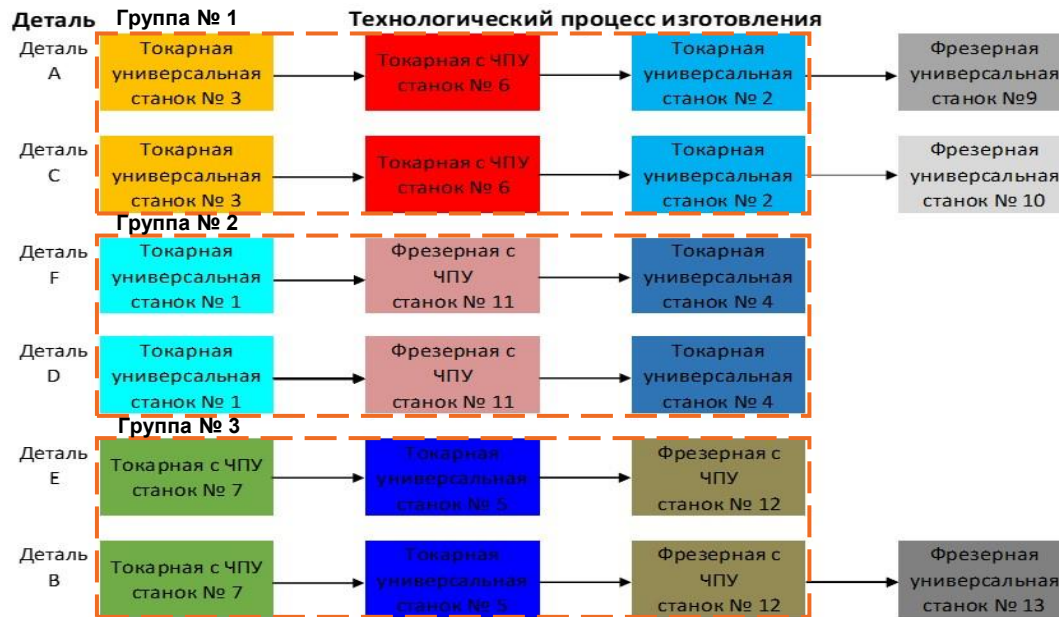 Деталь Группа № 1 Технологический процесс изготовления
Деталь
A
Токарная
универсальная
станок № 3
Токарная с ЧПУ
станок № 6
Токарная
универсальная
станок № 2
Фрезерная
универсальная
станок №9
Деталь
C
Токарная
универсальная
станок № 3
Токарная с ЧПУ
станок № 6
Токарная
универсальная
станок № 2
Фрезерная
универсальная
станок № 10
Группа № 2
Деталь
F
Токарная
универсальная
станок № 1
Фрезерная с
ЧПУ
станок № 11
Токарная
универсальная
станок № 4
Деталь
D
Токарная
универсальная
станок № 1
Фрезерная с
ЧПУ
станок № 11
Токарная
универсальная
станок № 4
Группа № 3
Деталь
E
Токарная с ЧПУ
станок № 7
Токарная
универсальная
станок № 5
Фрезерная с
ЧПУ
станок № 12
Деталь
B
Токарная с ЧПУ
станок № 7
Токарная
универсальная
станок № 5
Фрезерная с
ЧПУ
станок № 12
Фрезерная
универсальная
станок № 13